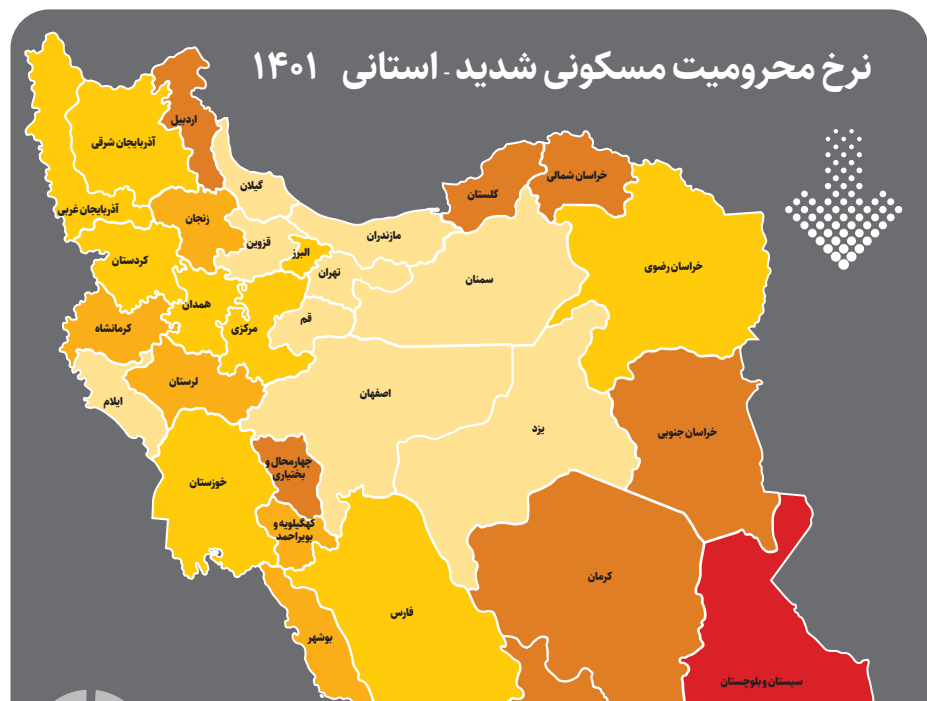 نرخ محرومیت مسکونی شدید - استانی ۱۴۰۱
اردبیل
آذربایجان شرقی
خراسان شمالی
گیلان
گلستان
آذربایجان غربی
زنجان
مازندران
قزوین
البرز
کردستان
تهران
خراسان رضوی
سمنان
همدان
قم
کرمانشاه
مرکزی
لرستان
اصفهان
ایلام
یزد
خراسان جنوبی
چهارمحال و
بختیاری
خوزستان
کهگیلویه و
بویراحمد
کرمان
فارس
بوشهر
سیستان و بلوچستان